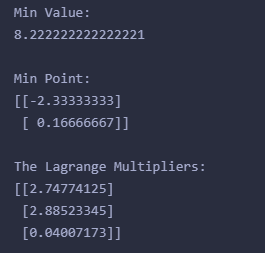 Min Value:
8.222222222222221
Min Point:
[[-2.33333333]
[ 0.16666667]]
The Lagrange Multipliers:
[[2.74774125]
[2.88523345]
[0.04007173]]